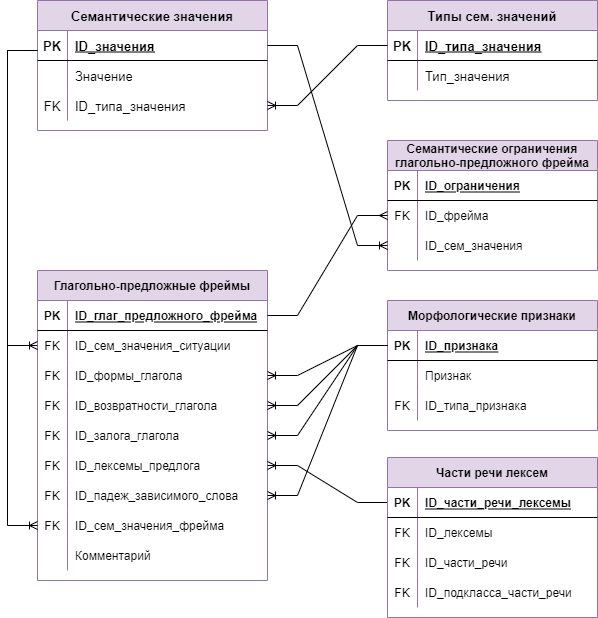 Семантические значения
PK ID_значения
Значение
FK ID_типа_значения
Типы сем. значений
PK ID_типа_значения
Тип_значения
Семантические ограничения
глагольно-предложного фрейма
PK ID_ограничения
FK ID_фрейма
ID_сем_значения
Глагольно-предложные фреймы
PK ID_глаг_предложного_фрейма
FK ID_сем_значения_ситуации
FK ID_формы_глагола
FK ID_возвратности_глагола
FK ID_залога_глагола
FK ID_лексемы_предлога
FK ID_падеж_зависимого_слова
FK ID_сем_значения_фрейма
Комментарий
Морфологические признаки
PK ID_признака
Признак
FK ID_типа_признака
Части речи лексем
PK ID_части_речи_лексемы
FK ID_лексемы
FK ID_части_речи
FK ID_подкласса_части_речи